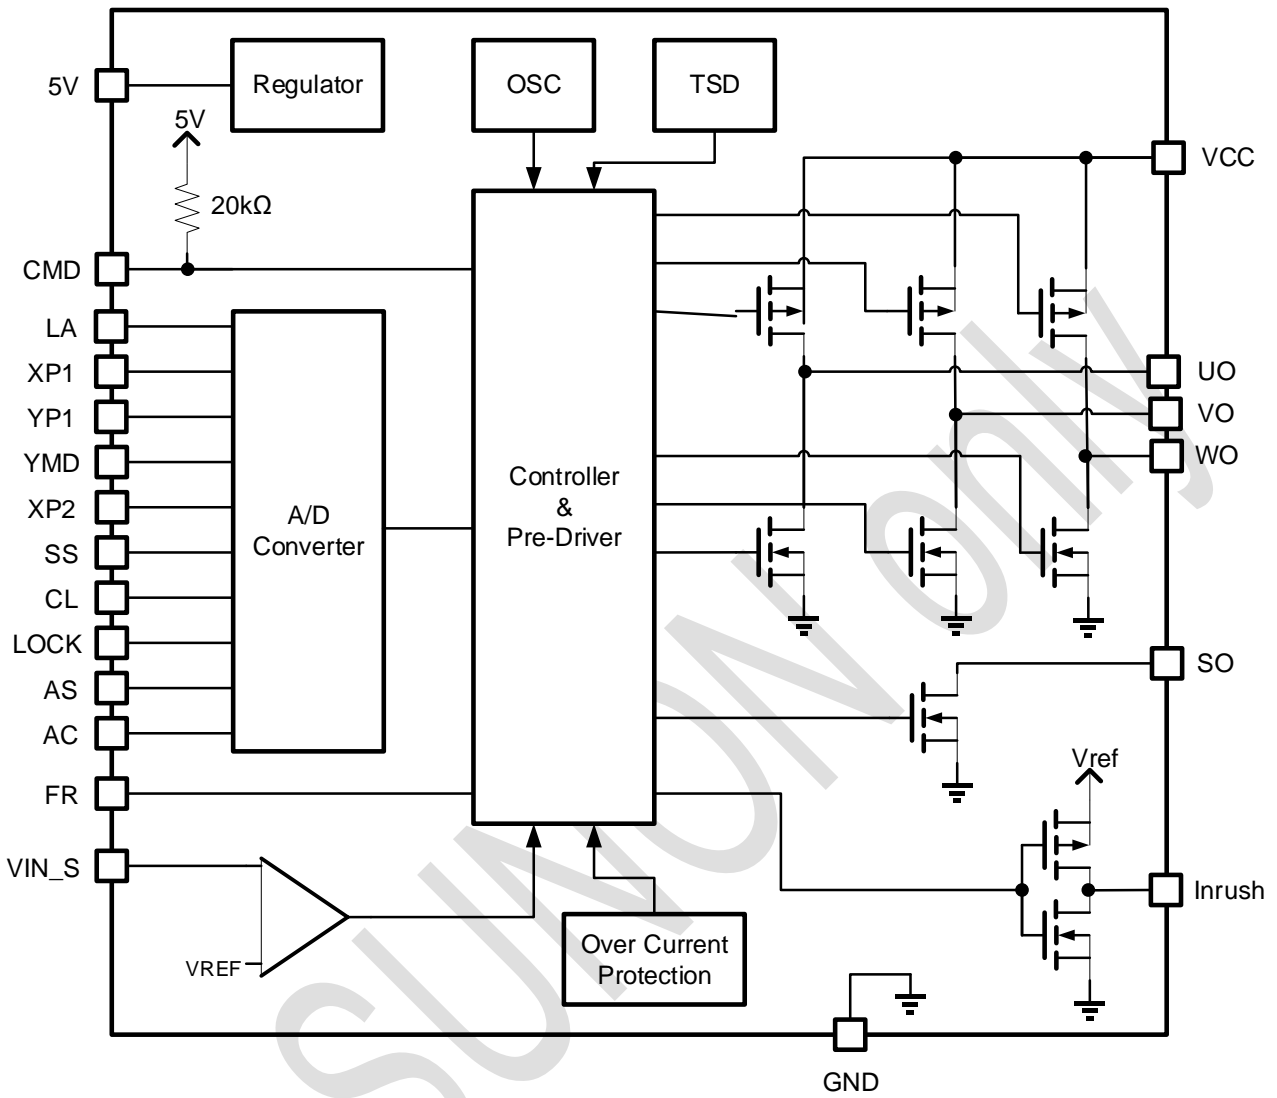 5V
Regulator
OSC
TSD
5V
20kΩ
VCC
CMD
LA
XP1
YP1
YMD
XP2
SS
CL
LOCK
AS
AC
FR
VIN_S
A/D
Converter
Controller
&
Pre-Driver
UO
VO
WO
SO
Vref
Inrush
VREF
Over Current
Protection
GND
SUNON only